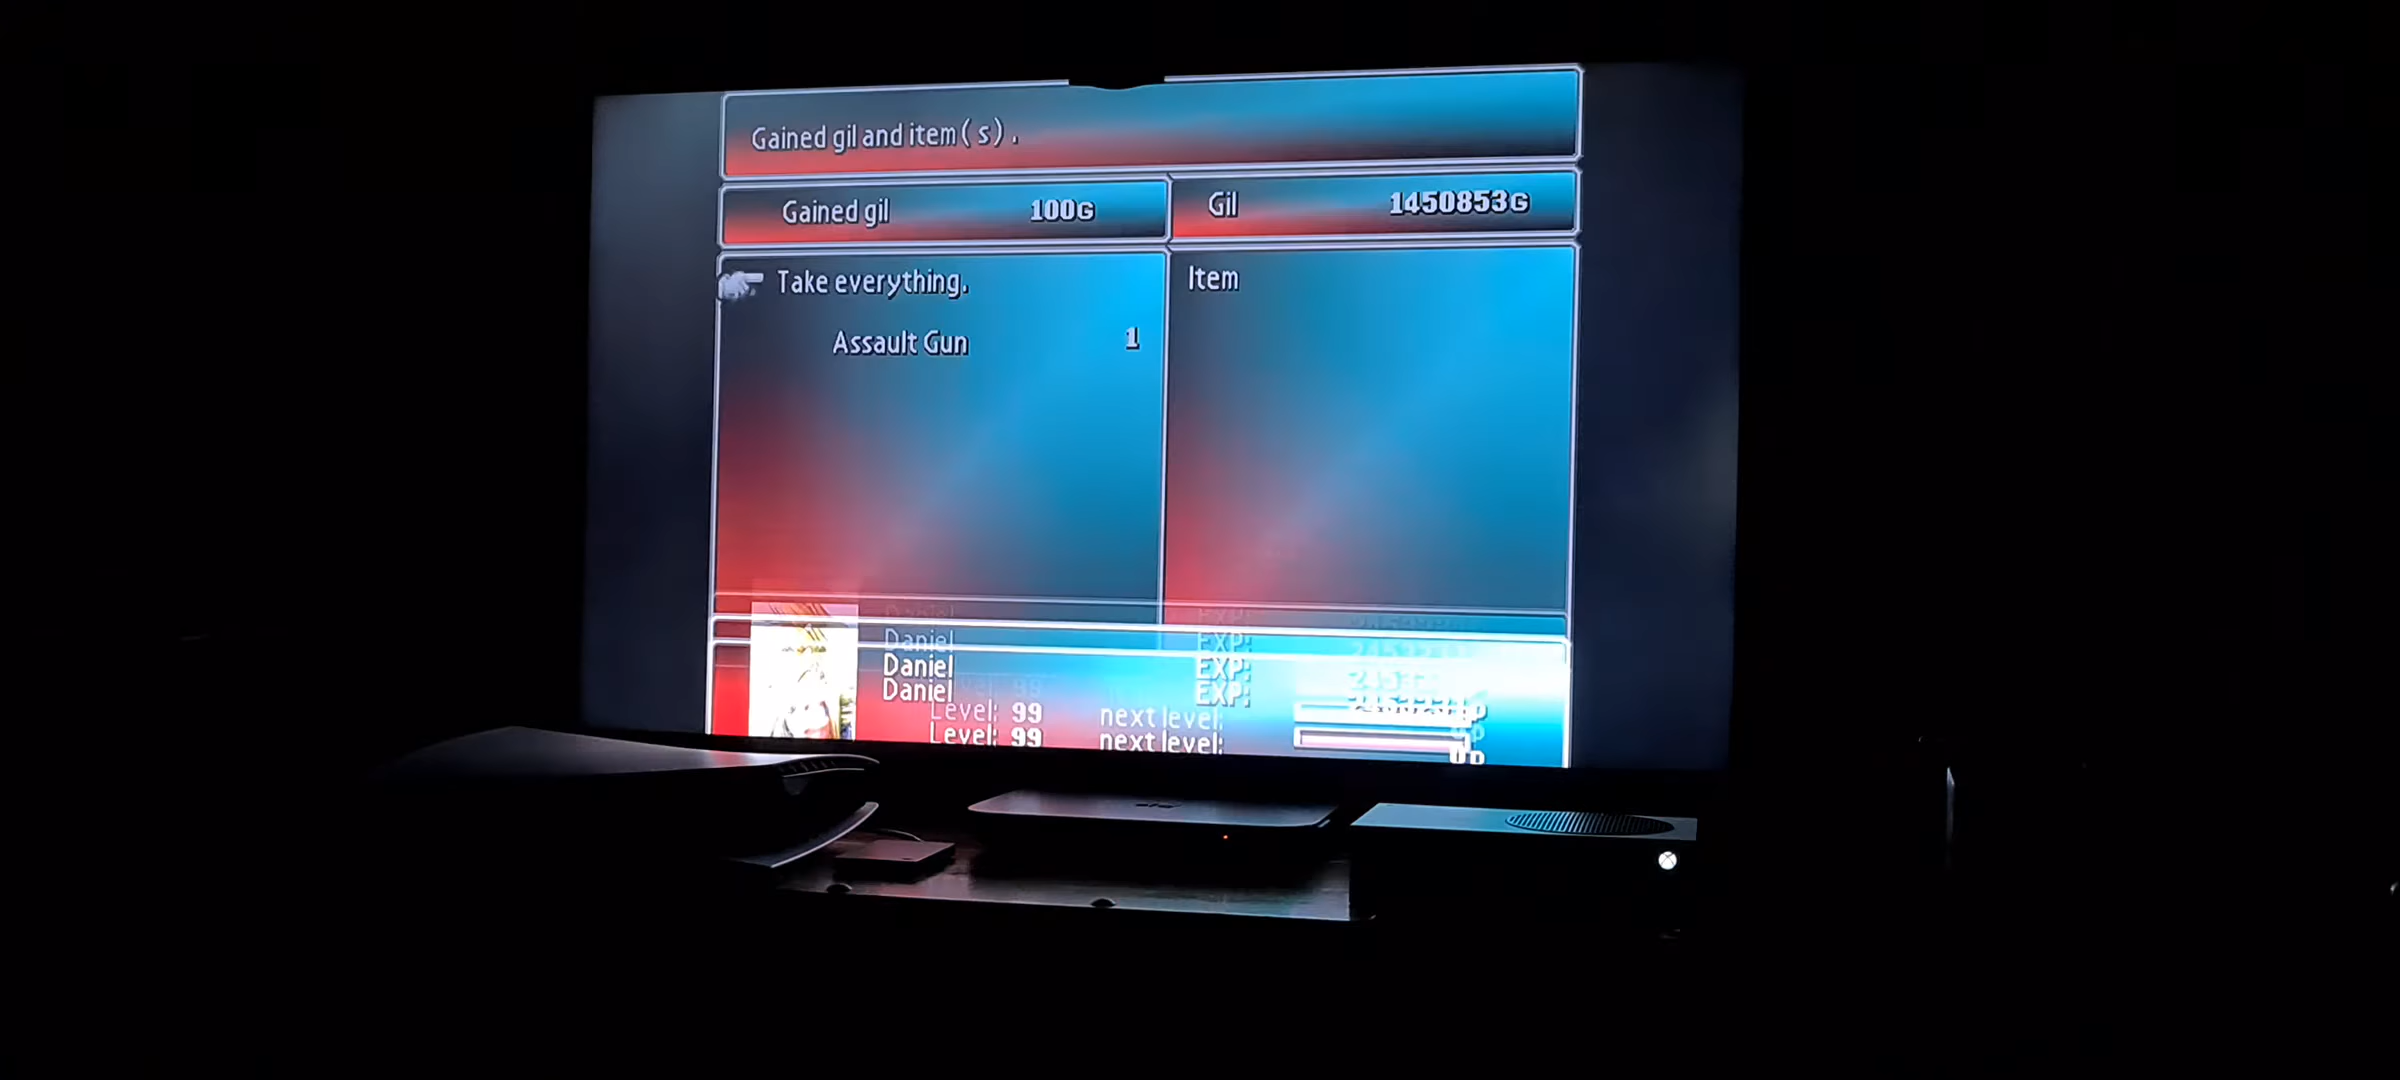 Gained gil and item(s).
Gained gil 100G
Gil 1450853G
Take everything.
Item
Assault Gun 1
Daniel EXP:
Daniel EXP:
Daniel EXP:
Level: 99 next level:
Level: 99 next level:
0p